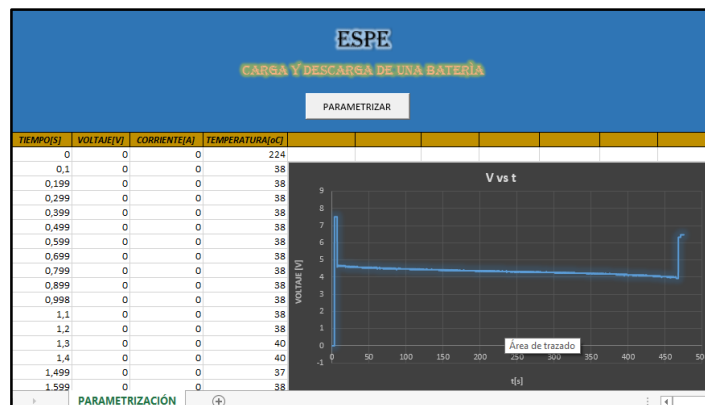 ESPE
CARGA Y DESCARGA DE UNA BATERÌA
PARAMETRIZAR
TIEMPO[S] VOLTAJE[V] CORRIENTE[A] TEMPERATURA[oC]
0 0 0 224
0,1 0 0 38
0,199 0 0 38
0,299 0 0 38
0,399 0 0 38
0,499 0 0 38
0,599 0 0 38
0,699 0 0 38
0,799 0 0 38
0,899 0 0 38
0,998 0 0 38
1,1 0 0 38
1,2 0 0 38
1,3 0 0 40
1,4 0 0 40
1,499 0 0 37
1,599 0 0 38
V vs t
VOLTAJE [V]
9
8
7
6
5
4
3
2
1
0
-1
0 50 100 150 200 250 300 350 400 450
Área de trazado
t[s]
PARAMETRIZACIÓN